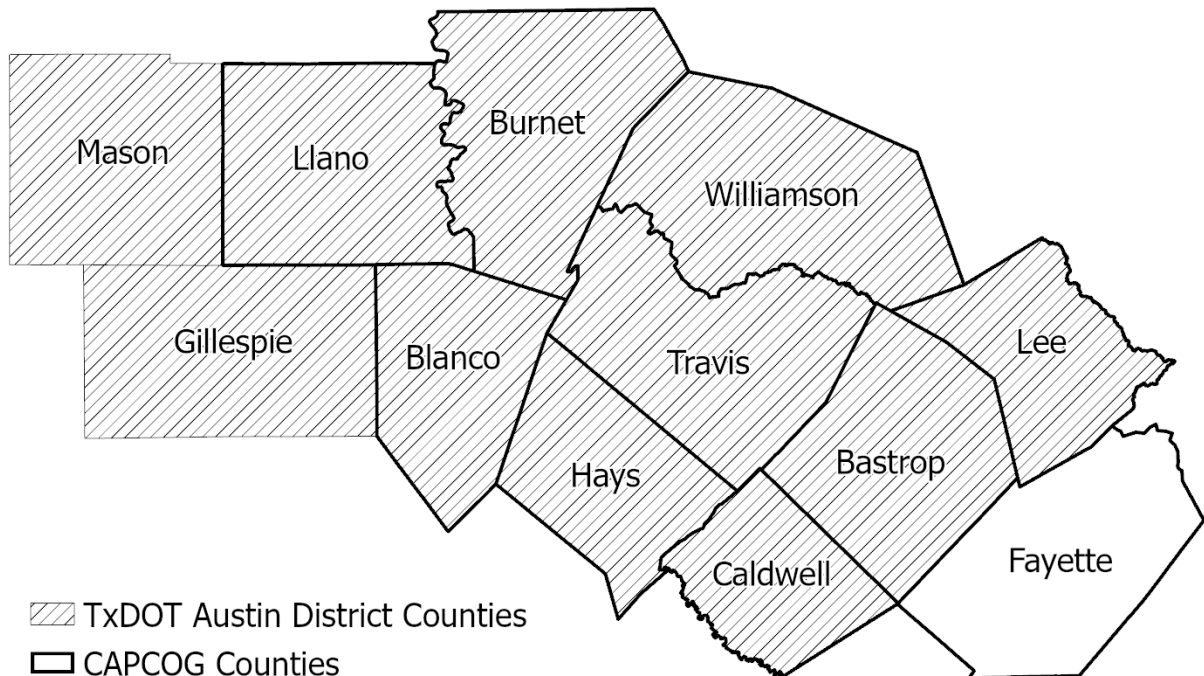 Burnet
Mason
Llano
Williamson
Gillespie
Blanco
Travis
Lee
Hays
Bastrop
Caldwell
Fayette
TxDOT Austin District Counties
CAPCOG Counties